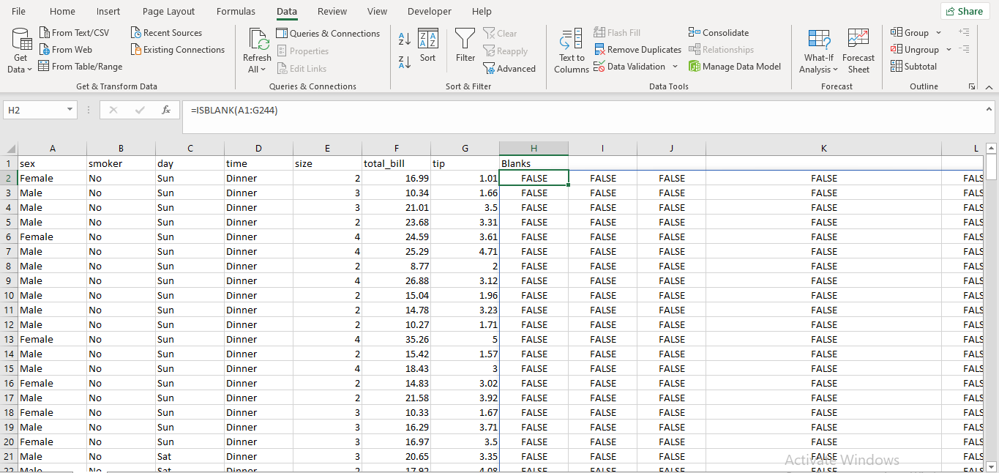 File Home Insert Page Layout Formulas Data Review View Developer Help Share
Get Data
From Text/CSV
From Web
From Table/Range
Recent Sources
Existing Connections
Get & Transform Data
Refresh All
Queries & Connections
Properties
Edit Links
Queries & Connections
Sort
Filter
Clear
Reapply
Advanced
Sort & Filter
Text to Columns
Flash Fill
Remove Duplicates
Data Validation
Consolidate
Relationships
Manage Data Model
Data Tools
What-If Analysis
Forecast Sheet
Forecast
Group
Ungroup
Subtotal
Outline
H2 fx =ISBLANK(A1:G244)
A B C D E F G H I J K L
1 sex smoker day time size total_bill tip Blanks
2 Female No Sun Dinner 2 16.99 1.01 FALSE FALSE FALSE FALSE FALS
3 Male No Sun Dinner 3 10.34 1.66 FALSE FALSE FALSE FALSE FALS
4 Male No Sun Dinner 3 21.01 3.5 FALSE FALSE FALSE FALSE FALS
5 Male No Sun Dinner 2 23.68 3.31 FALSE FALSE FALSE FALSE FALS
6 Female No Sun Dinner 4 24.59 3.61 FALSE FALSE FALSE FALSE FALS
7 Male No Sun Dinner 4 25.29 4.71 FALSE FALSE FALSE FALSE FALS
8 Male No Sun Dinner 2 8.77 2 FALSE FALSE FALSE FALSE FALS
9 Male No Sun Dinner 4 26.88 3.12 FALSE FALSE FALSE FALSE FALS
10 Male No Sun Dinner 2 15.04 1.96 FALSE FALSE FALSE FALSE FALS
11 Male No Sun Dinner 2 14.78 3.23 FALSE FALSE FALSE FALSE FALS
12 Male No Sun Dinner 2 10.27 1.71 FALSE FALSE FALSE FALSE FALS
13 Female No Sun Dinner 4 35.26 5 FALSE FALSE FALSE FALSE FALS
14 Male No Sun Dinner 2 15.42 1.57 FALSE FALSE FALSE FALSE FALS
15 Male No Sun Dinner 4 18.43 3 FALSE FALSE FALSE FALSE FALS
16 Female No Sun Dinner 2 14.83 3.02 FALSE FALSE FALSE FALSE FALS
17 Male No Sun Dinner 2 21.58 3.92 FALSE FALSE FALSE FALSE FALS
18 Female No Sun Dinner 3 10.33 1.67 FALSE FALSE FALSE FALSE FALS
19 Male No Sun Dinner 3 16.29 3.71 FALSE FALSE FALSE FALSE FALS
20 Female No Sun Dinner 3 16.97 3.5 FALSE FALSE FALSE FALSE FALS
21 Male No Sat Dinner 3 20.65 3.35 FALSE FALSE FALSE FALSE FALS
22 Male No Sat Dinner 2 17.92 4.08 FALSE FALSE FALSE FALSE FALS
Activate Windows